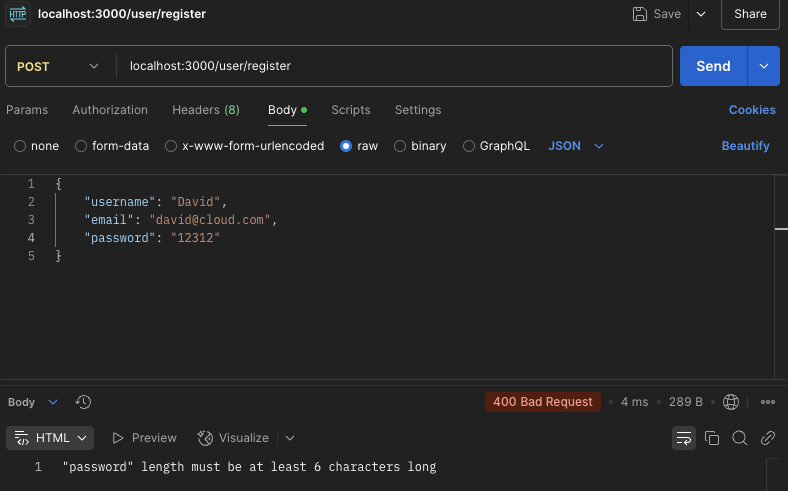 HTTP localhost:3000/user/register Save Share
POST localhost:3000/user/register Send
Params Authorization Headers (8) Body Scripts Settings Cookies
none form-data x-www-form-urlencoded raw binary GraphQL JSON Beautify
1 {
2 "username": "David",
3 "email": "david@cloud.com",
4 "password": "12312"
5 }
Body 400 Bad Request • 4 ms • 289 B •
HTML Preview Visualize
1 "password" length must be at least 6 characters long